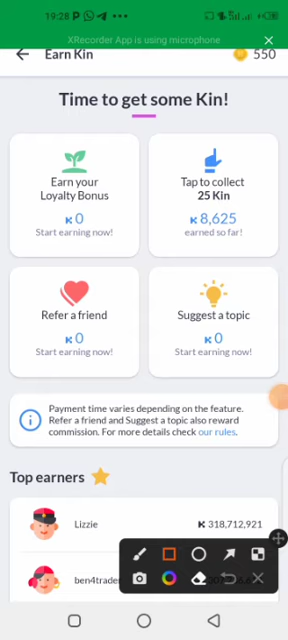 19:28
XRecorder App is using microphone
Earn Kin
550
Time to get some Kin!
Earn your
Loyalty Bonus
0
Start earning now!
Tap to collect
25 Kin
8,625
earned so far!
Refer a friend
0
Start earning now!
Suggest a topic
0
Start earning now!
Payment time varies depending on the feature.
Refer a friend and Suggest a topic also reward
commission. For more details check our rules.
Top earners
Lizzie
318,712,921